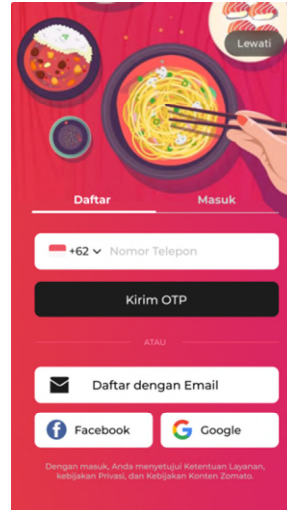 Lewati
Daftar Masuk
+62 Nomor Telepon
Kirim OTP
ATAU
Daftar dengan Email
Facebook Google
Dengan masuk, Anda menyetujui Ketentuan Layanan,
kebijakan Privasi, dan Kebijakan Konten Zomato.